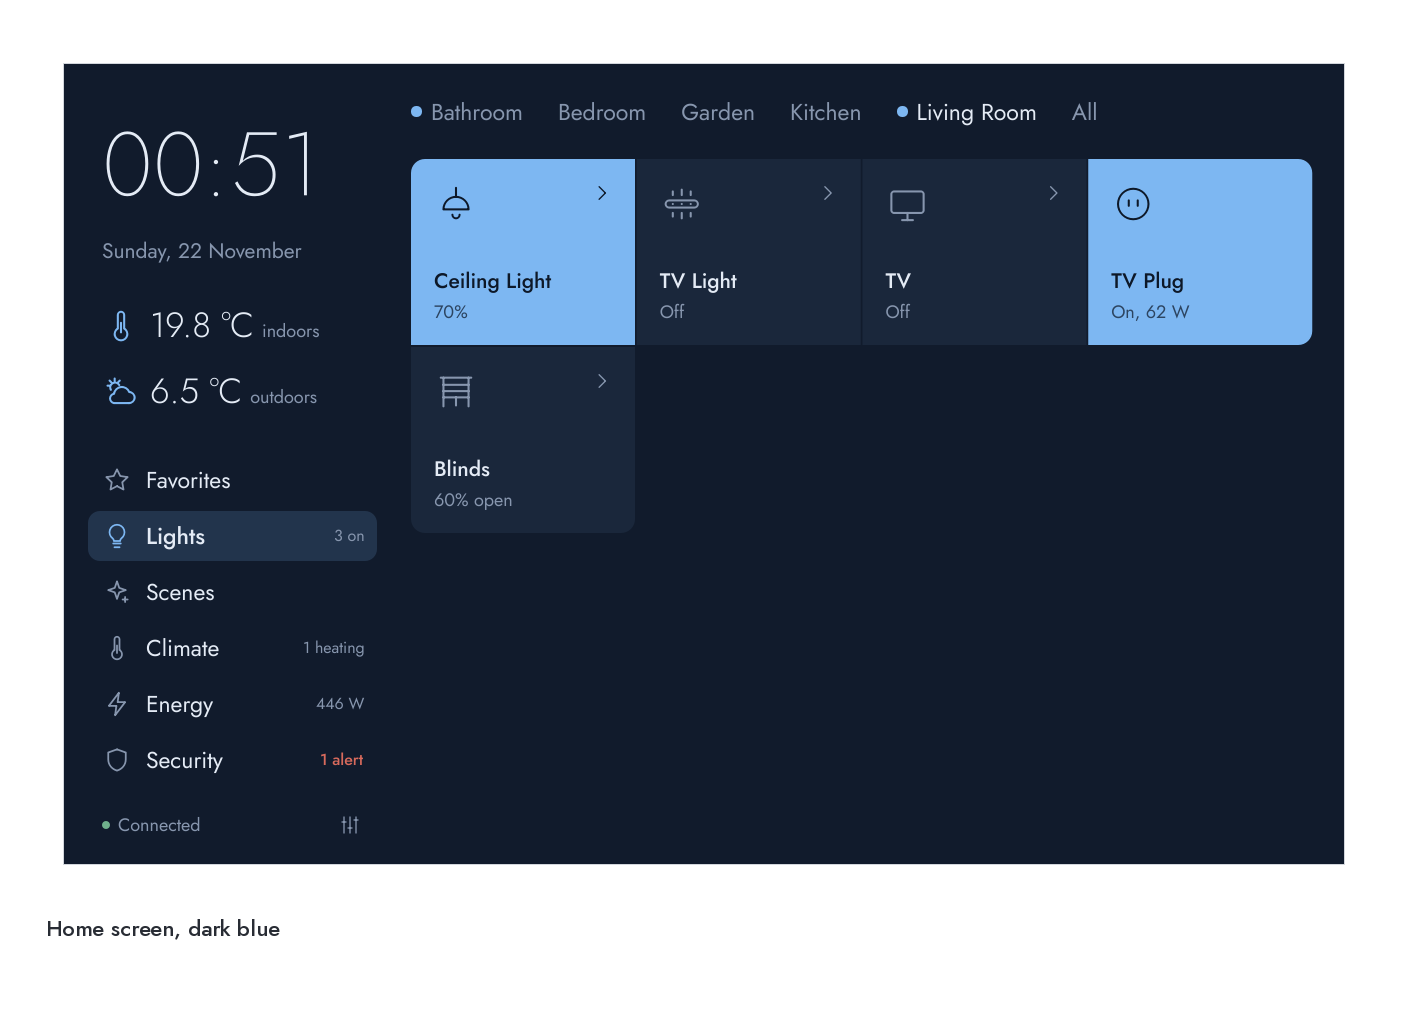 00:51
Sunday, 22 November
19.8 °C indoors
6.5 °C outdoors
Favorites
Lights 3 on
Scenes
Climate 1 heating
Energy 446 W
Security 1 alert
Connected
Bathroom Bedroom Garden Kitchen Living Room All
Ceiling Light
70%
TV Light
Off
TV
Off
TV Plug
On, 62 W
Blinds
60% open
Home screen, dark blue